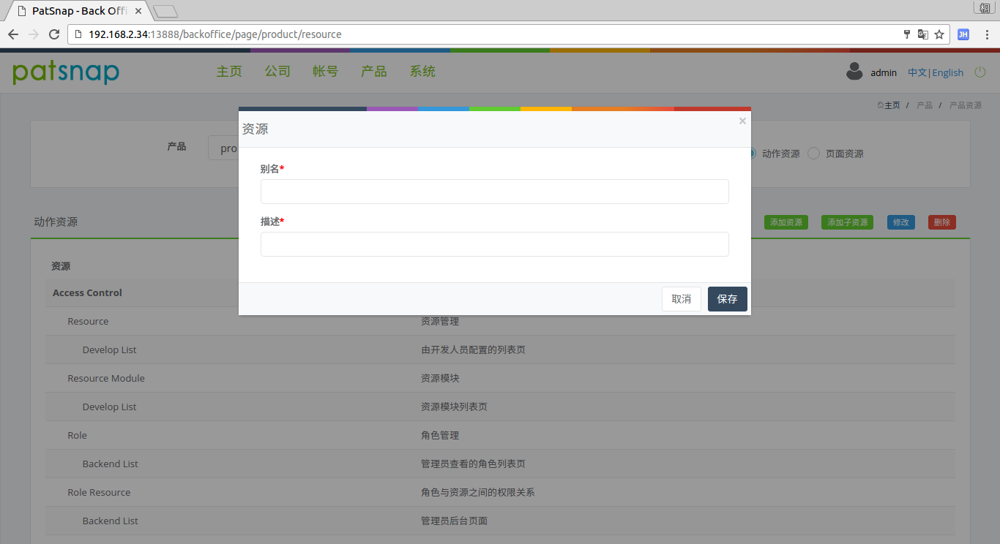 PatSnap - Back Offi
桐
192.168.2.34:13888/backoffice/page/product/resource
JH
patsnap
主页 公司 帐号 产品 系统
admin 中文|English
主页 / 产品 / 产品资源
资源
×
产品
pro
动作资源 页面资源
别名*
描述*
动作资源
添加资源 添加子资源 修改 删除
资源
取消 保存
Access Control
Resource 资源管理
Develop List 由开发人员配置的列表页
Resource Module 资源模块
Develop List 资源模块列表页
Role 角色管理
Backend List 管理员查看的角色列表页
Role Resource 角色与资源之间的权限关系
Backend List 管理员后台页面